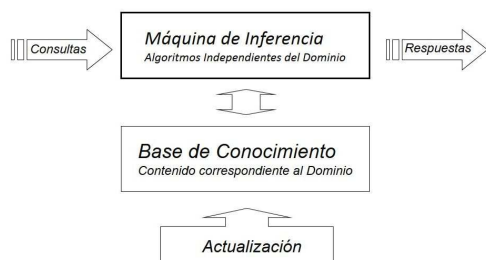 Consultas
Máquina de Inferencia
Algoritmos Independientes del Dominio
Respuestas
Base de Conocimiento
Contenido correspondiente al Dominio
Actualización